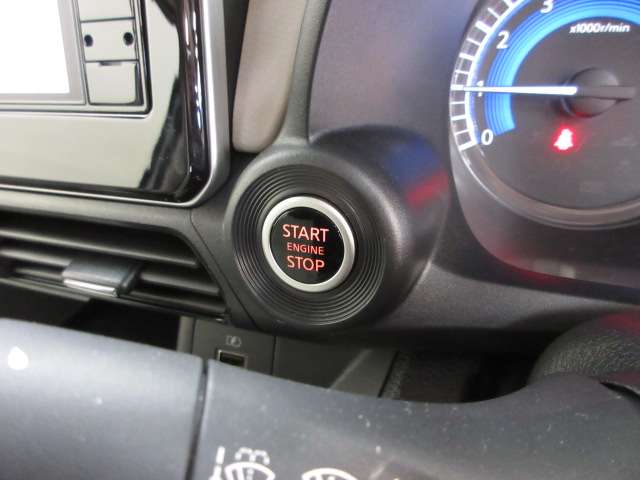 3
x1000r/min
2
1
0
START
ENGINE
STOP